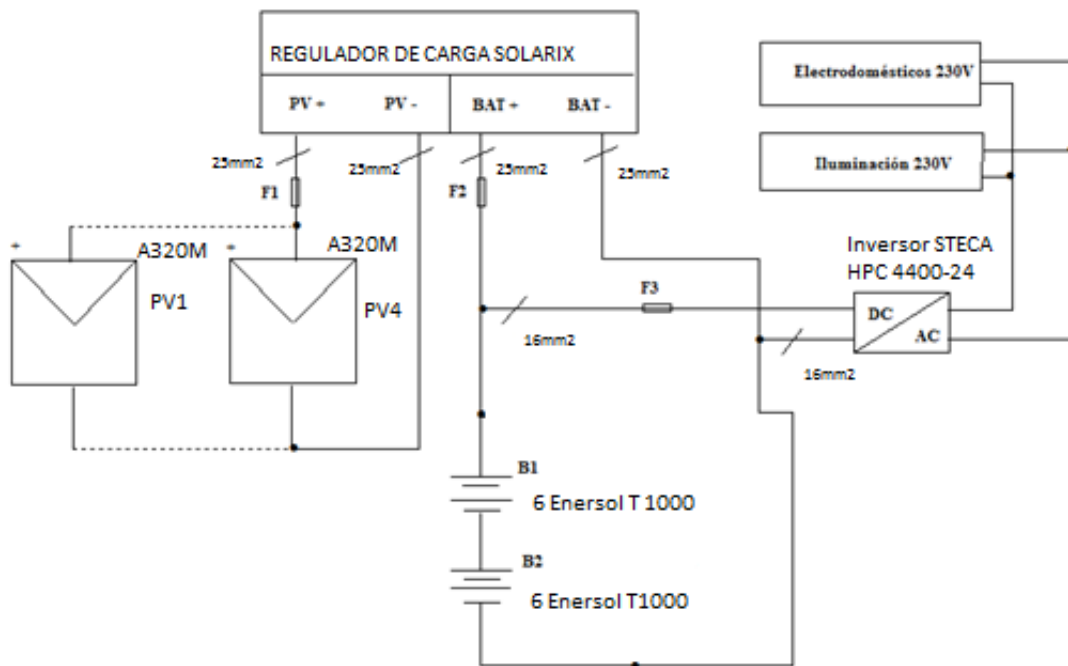 REGULADOR DE CARGA SOLARIX
PV +
PV -
BAT +
BAT -
Electrodomésticos 230V
Iluminación 230V
25mm2
25mm2
25mm2
25mm2
F1
F2
+
A320M
PV1
+
A320M
PV4
Inversor STECA
HPC 4400-24
F3
DC
AC
16mm2
16mm2
B1
6 Enersol T 1000
B2
6 Enersol T1000